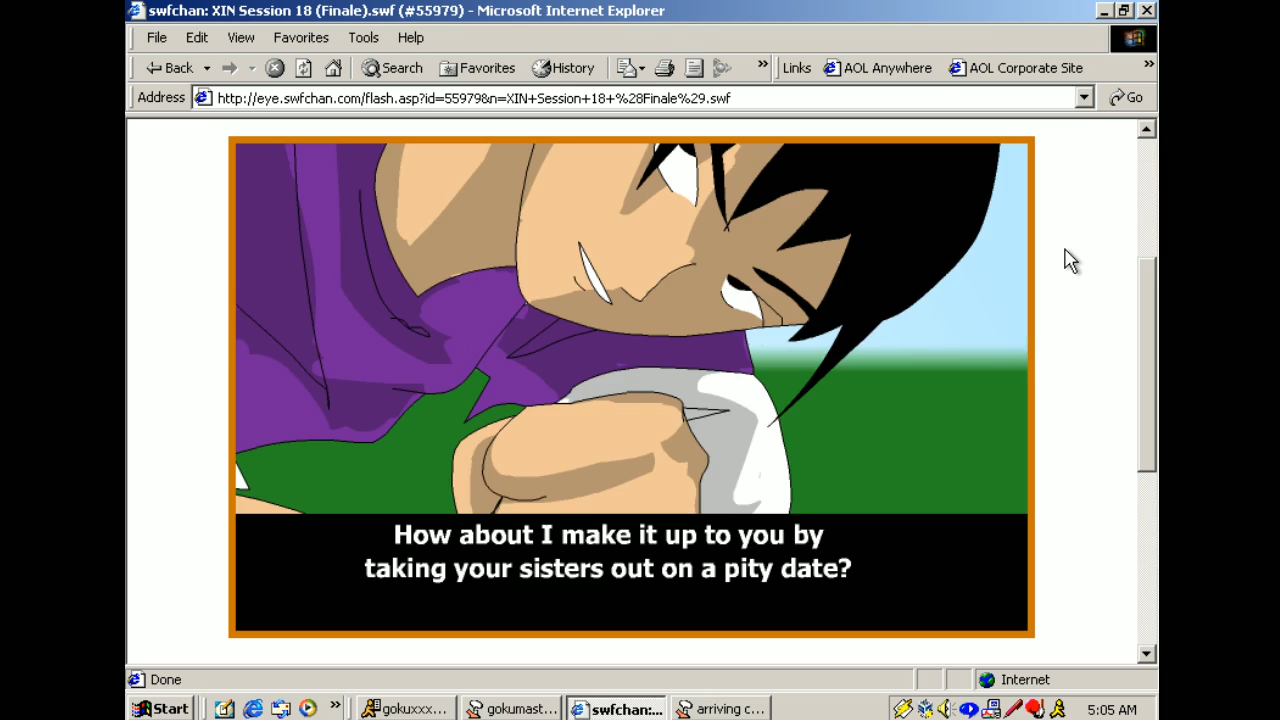 swfchan: XIN Session 18 (Finale).swf (#55979) - Microsoft Internet Explorer
File Edit View Favorites Tools Help
Back Search Favorites History » Links AOL Anywhere AOL Corporate Site »
Address http://eye.swfchan.com/flash.asp?id=55979&n=XIN+Session+18+%28Finale%29.swf Go
How about I make it up to you by
taking your sisters out on a pity date?
Done Internet
Start » gokuxxx... gokumast... swfchan:... arriving c... 5:05 AM